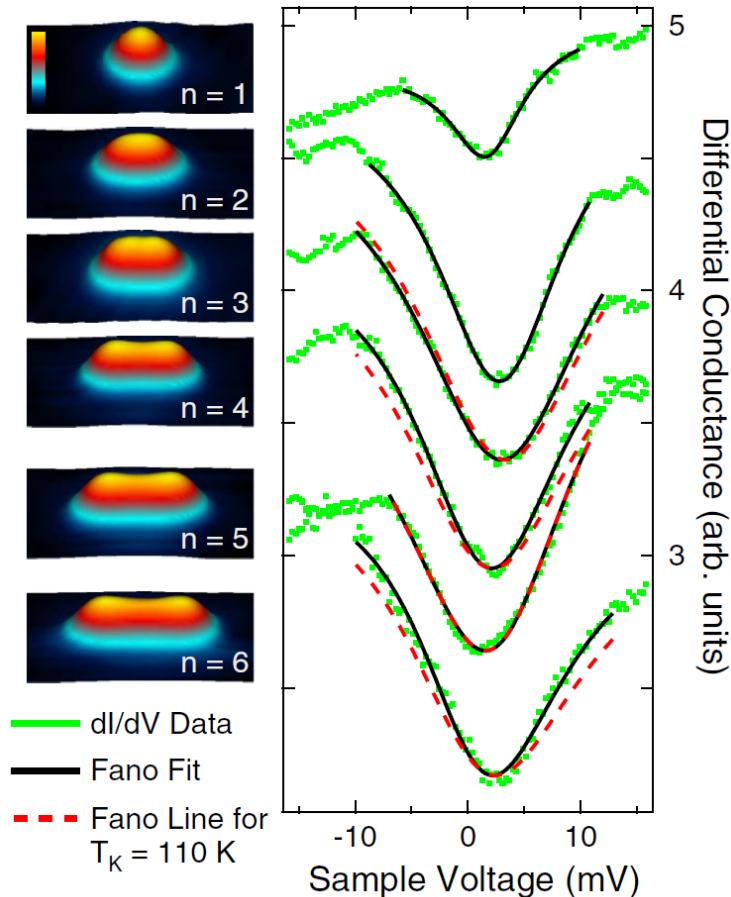 n = 1
n = 2
n = 3
n = 4
n = 5
n = 6
dI/dV Data
Fano Fit
Fano Line for
T_K = 110 K
5
4
3
Differential Conductance (arb. units)
-10 0 10
Sample Voltage (mV)